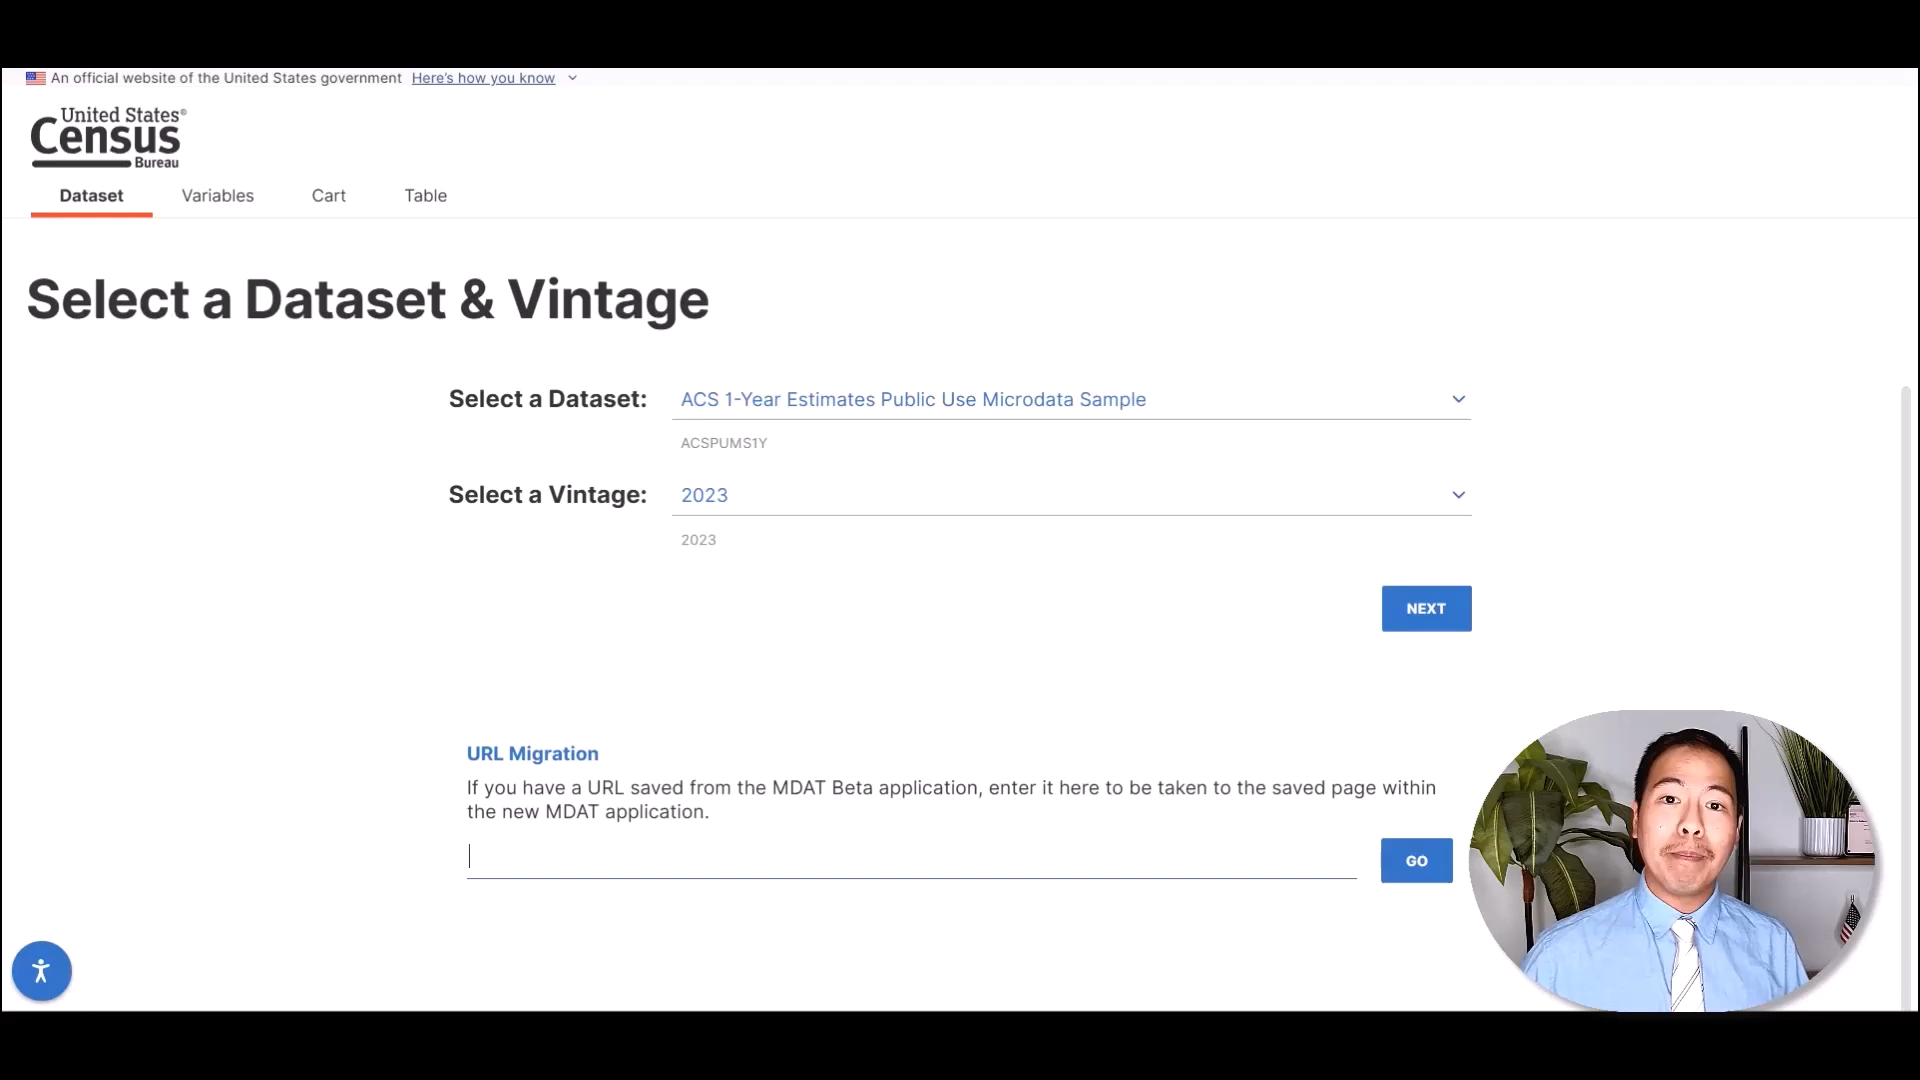 An official website of the United States government Here's how you know
United States®
Census
Bureau
Dataset Variables Cart Table
Select a Dataset & Vintage
Select a Dataset: ACS 1-Year Estimates Public Use Microdata Sample
ACSPUMS1Y
Select a Vintage: 2023
2023
NEXT
URL Migration
If you have a URL saved from the MDAT Beta application, enter it here to be taken to the saved page within
the new MDAT application.
GO